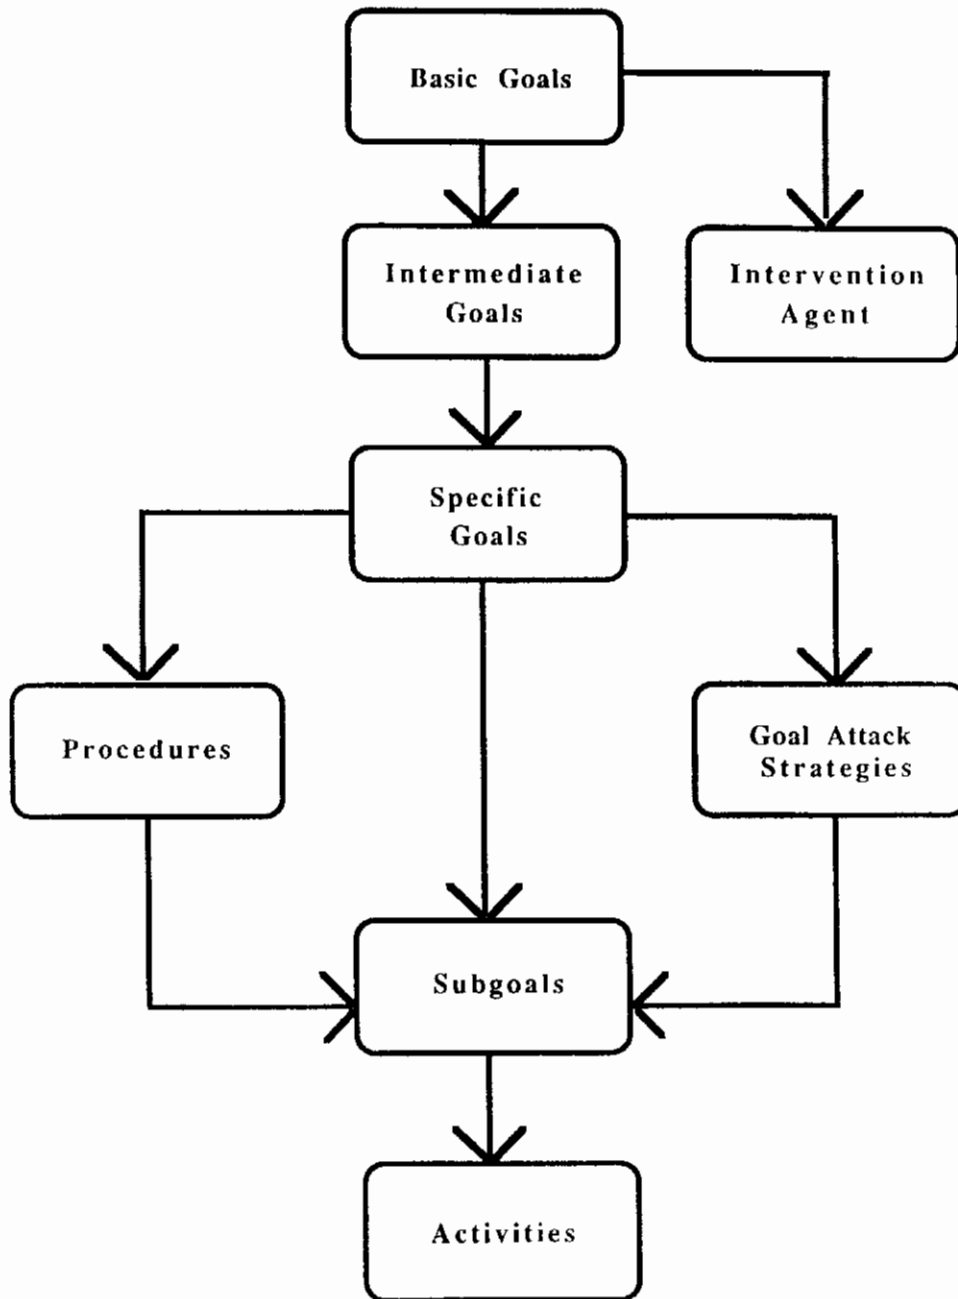 Basic Goals
Intermediate
Goals
Intervention
Agent
Specific
Goals
Procedures
Goal Attack
Strategies
Subgoals
Activities